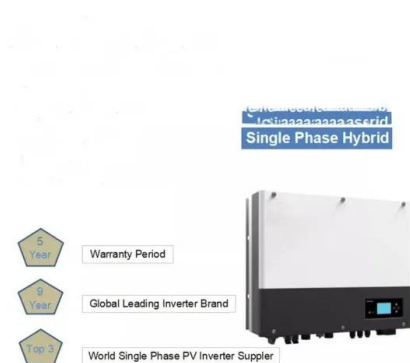 Single Phase Hybrid
5
Year
Warranty Period
9
Year
Global Leading Inverter Brand
Top 3
World Single Phase PV Inverter Suppler